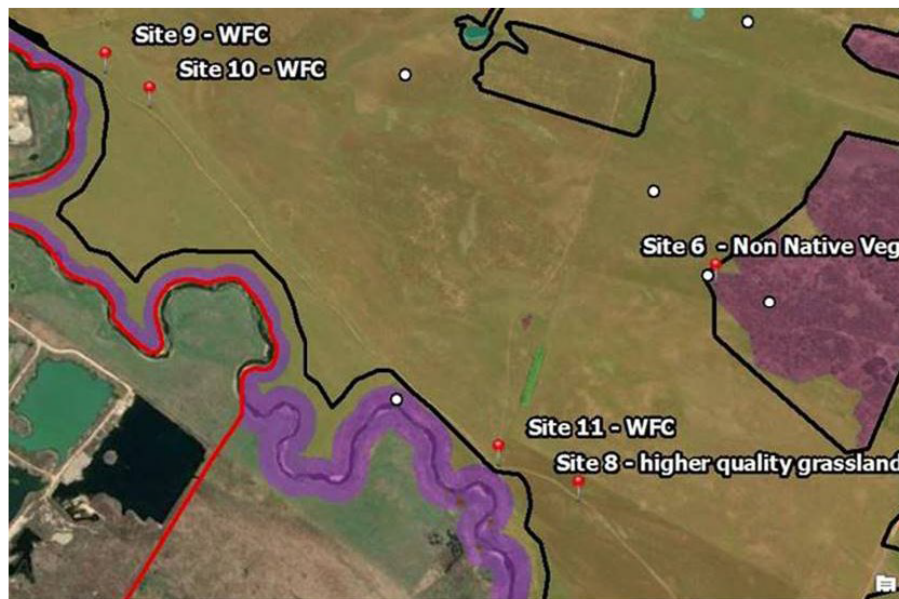 Site 9 - WFC
Site 10 - WFC
Site 6 - Non Native Veg
Site 11 - WFC
Site 8 - higher quality grassland